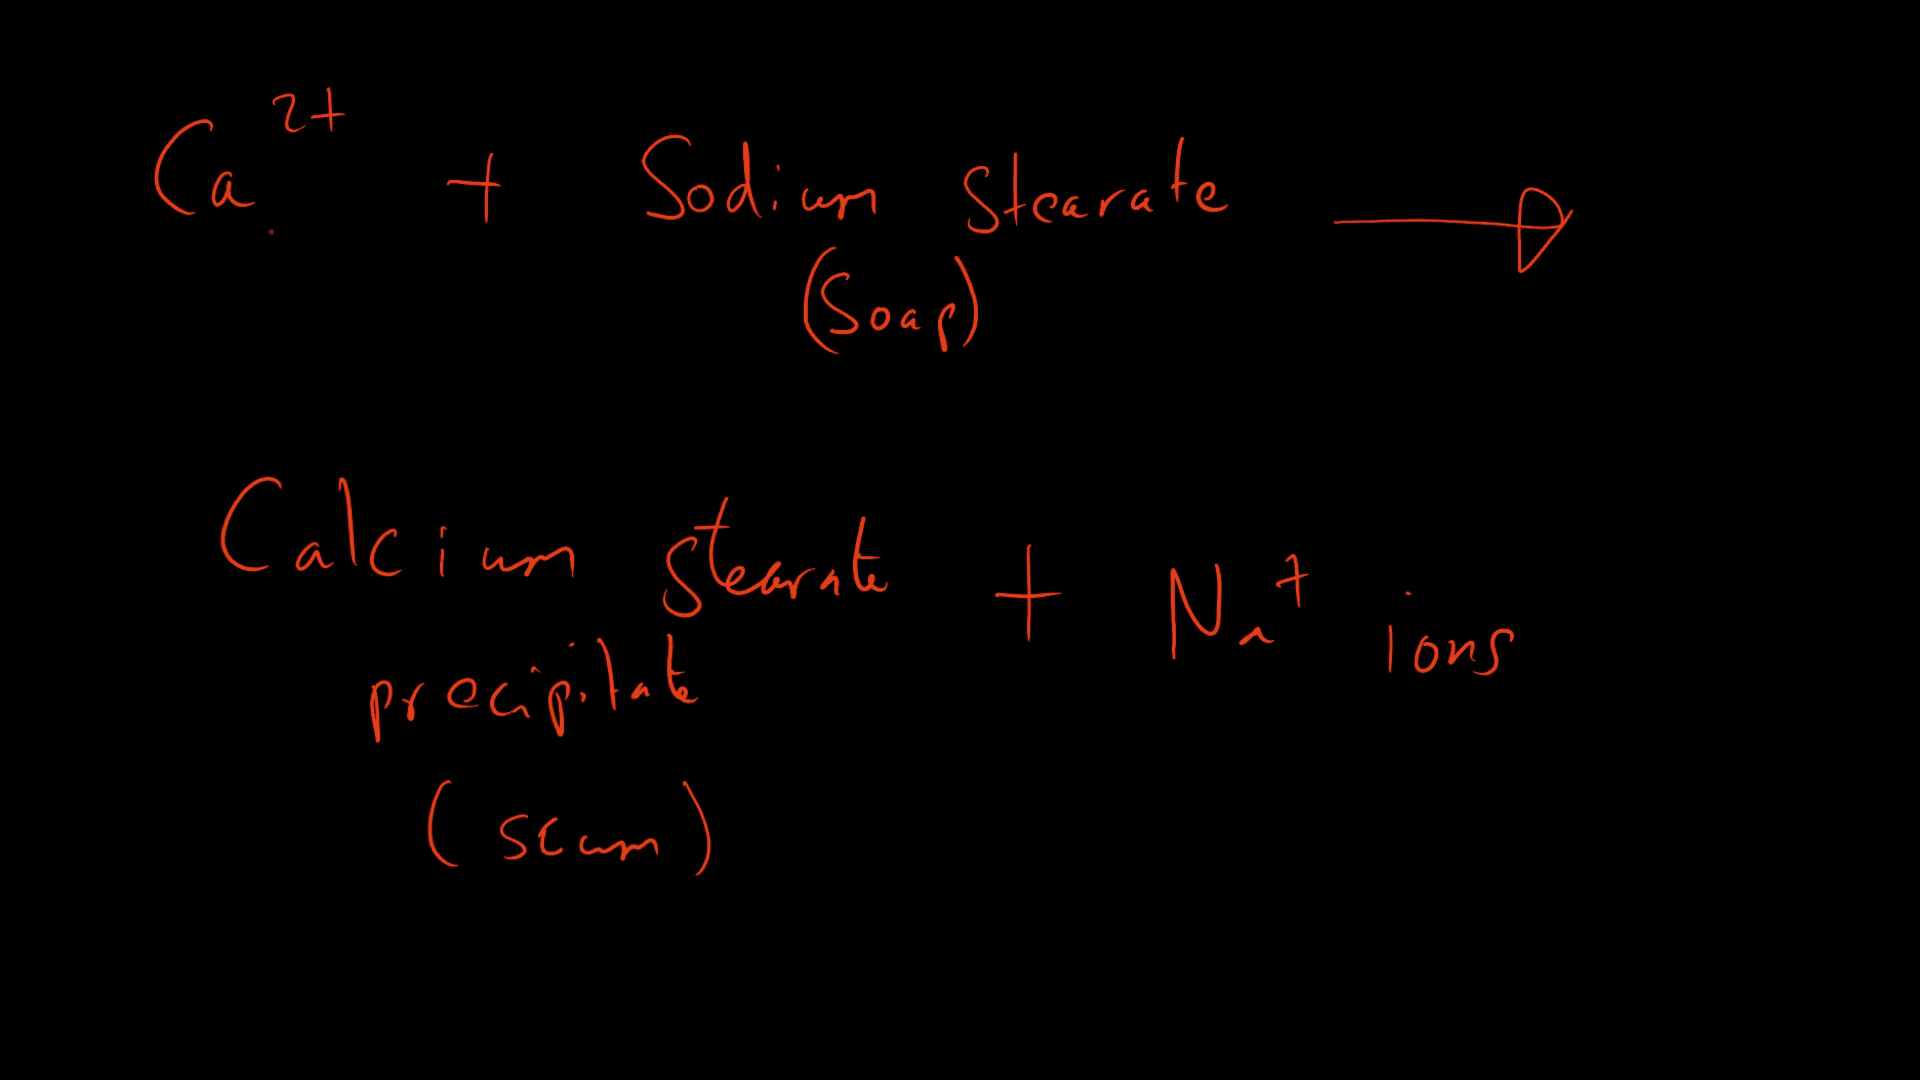 Ca²⁺ + Sodium Stearate →
(Soap)
Calcium Stearate + Na⁺ ions
precipitate
(scum)